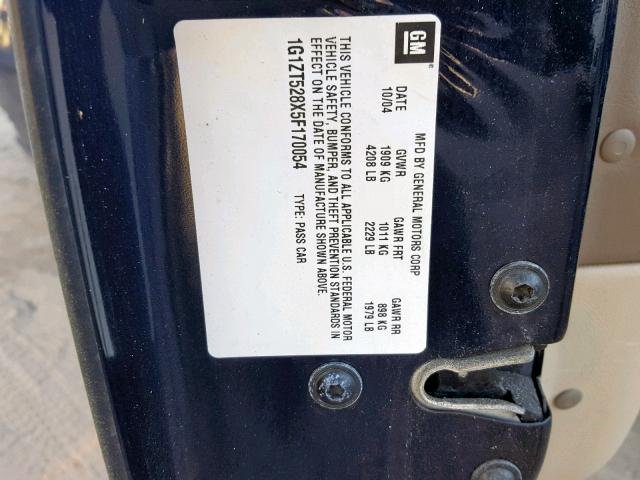 GM
MFD BY GENERAL MOTORS CORP
DATE GVWR GAWR FRT GAWR RR
10/04 1909 KG 1011 KG 898 KG
4208 LB 2229 LB 1979 LB
THIS VEHICLE CONFORMS TO ALL APPLICABLE U.S. FEDERAL MOTOR
VEHICLE SAFETY, BUMPER, AND THEFT PREVENTION STANDARDS IN
EFFECT ON THE DATE OF MANUFACTURE SHOWN ABOVE.
1G1ZT528X5F170054 TYPE: PASS CAR